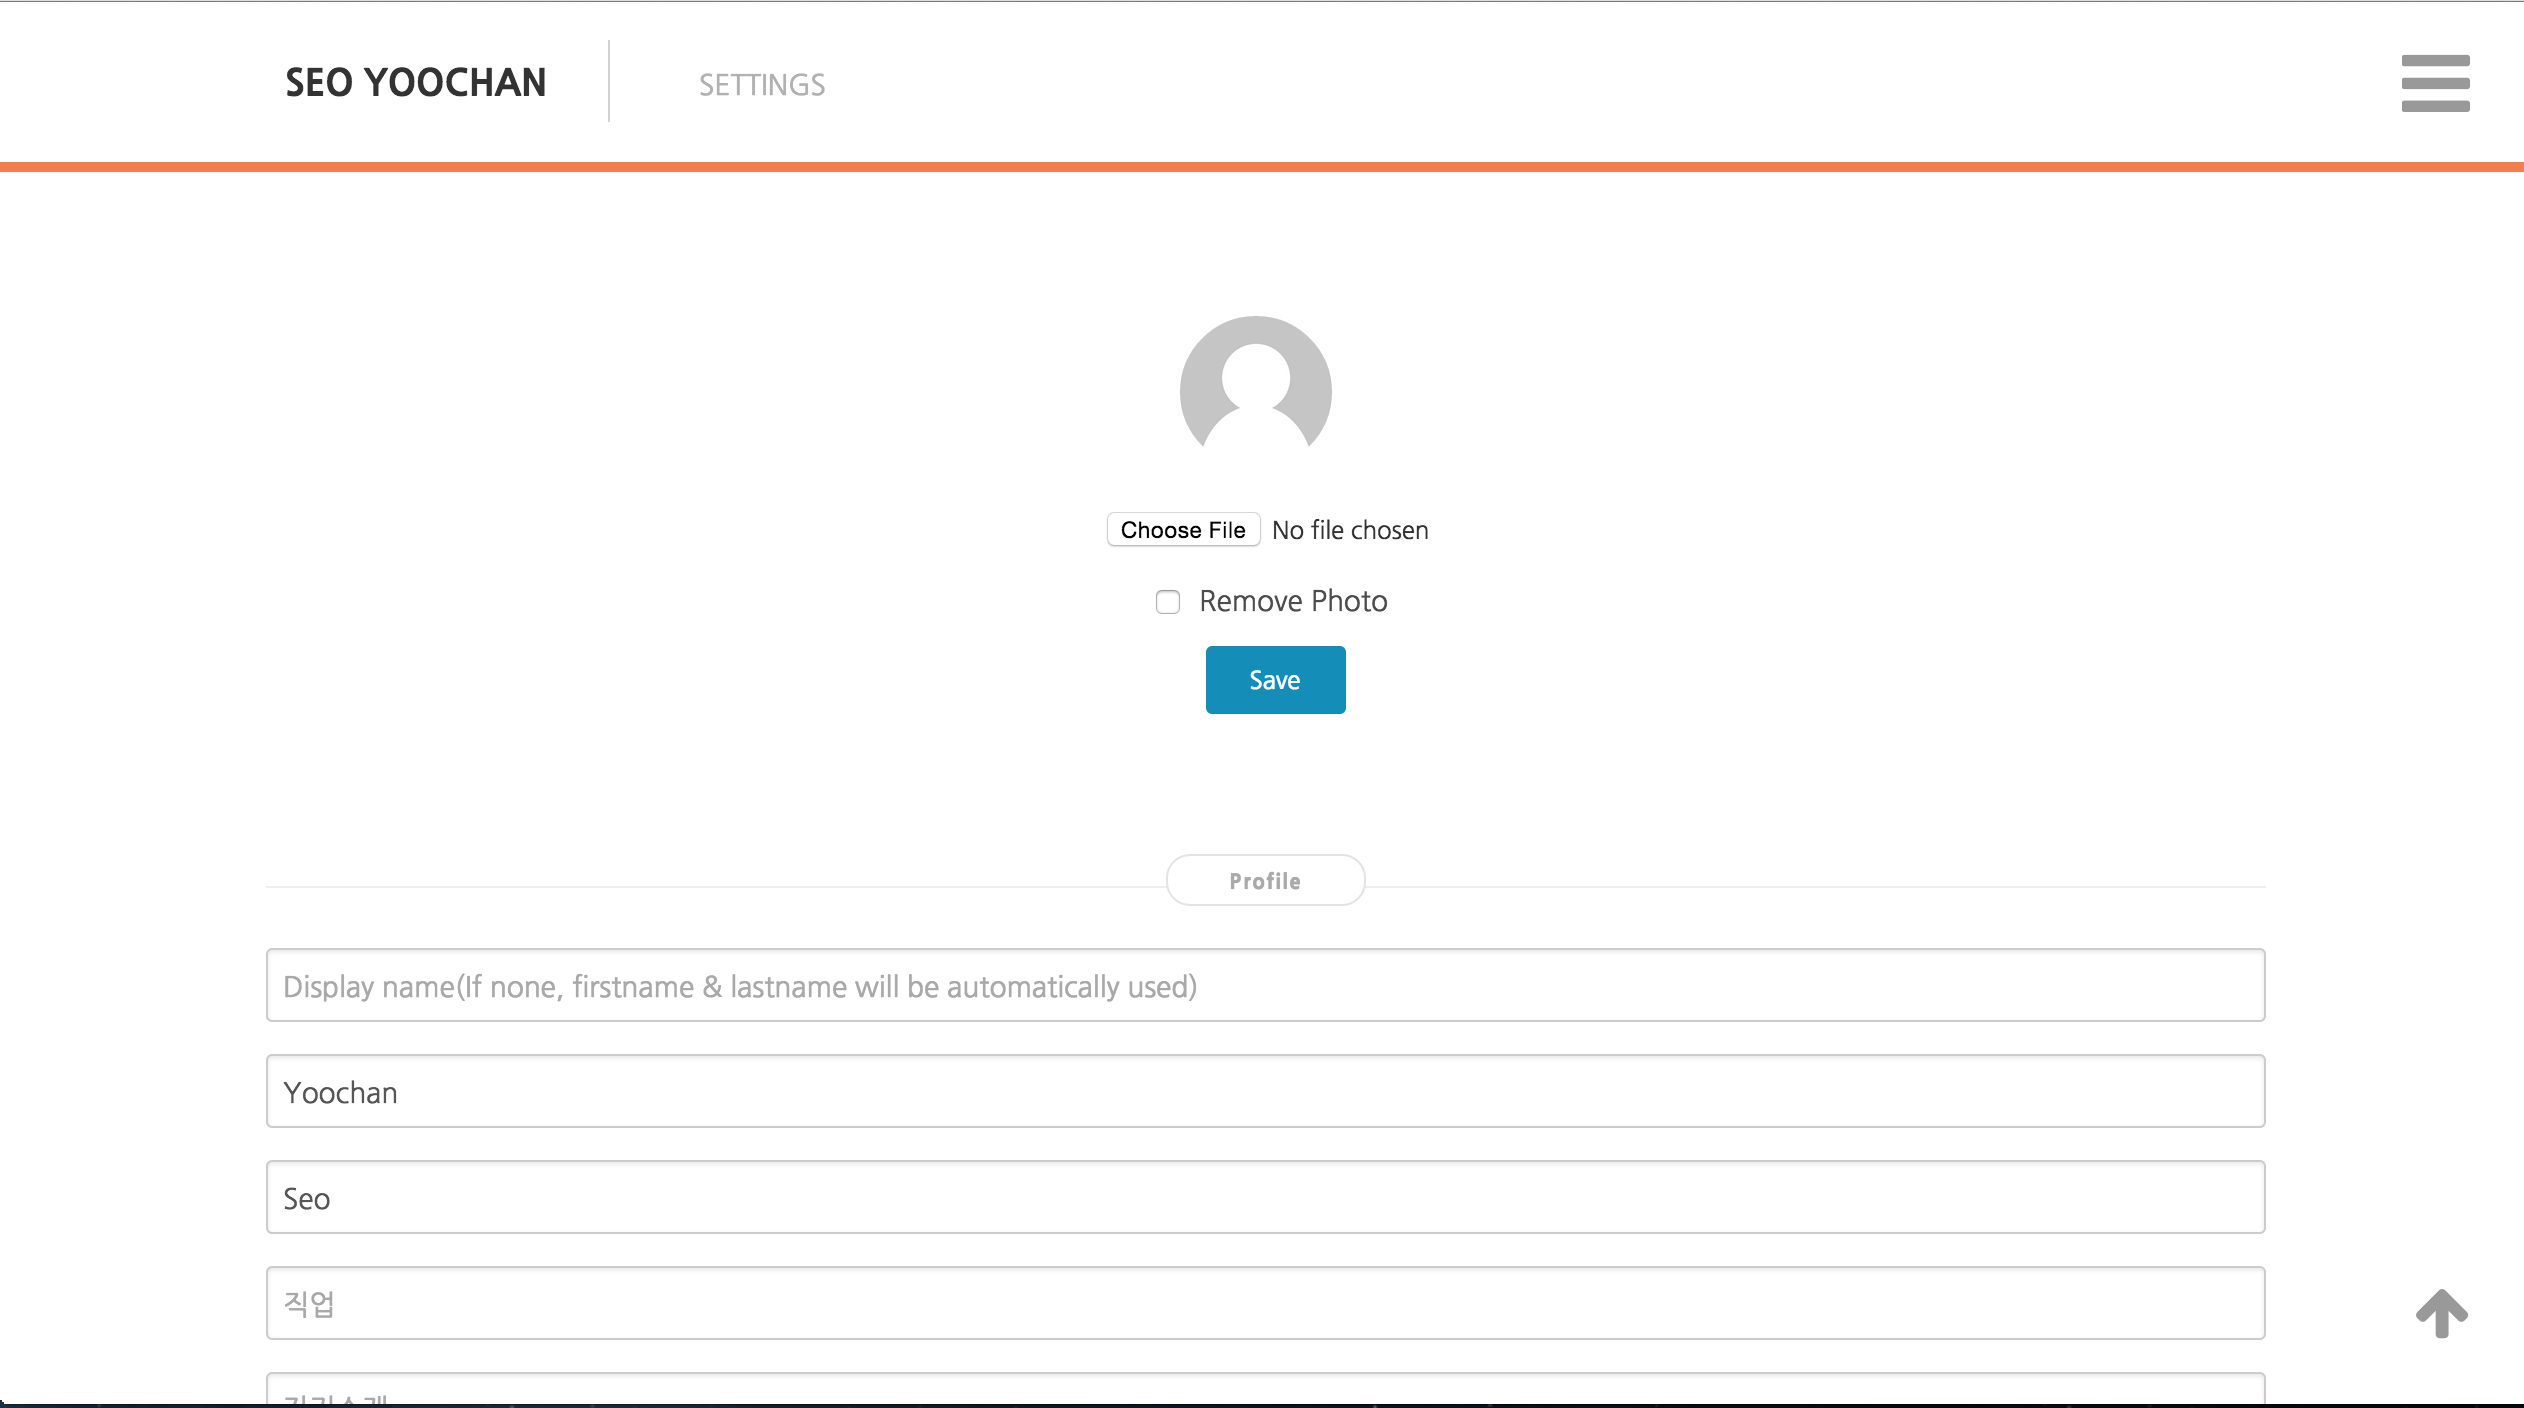 SEO YOOCHAN
SETTINGS
Choose File No file chosen
Remove Photo
Save
Profile
Display name(If none, firstname & lastname will be automatically used)
Yoochan
Seo
직업